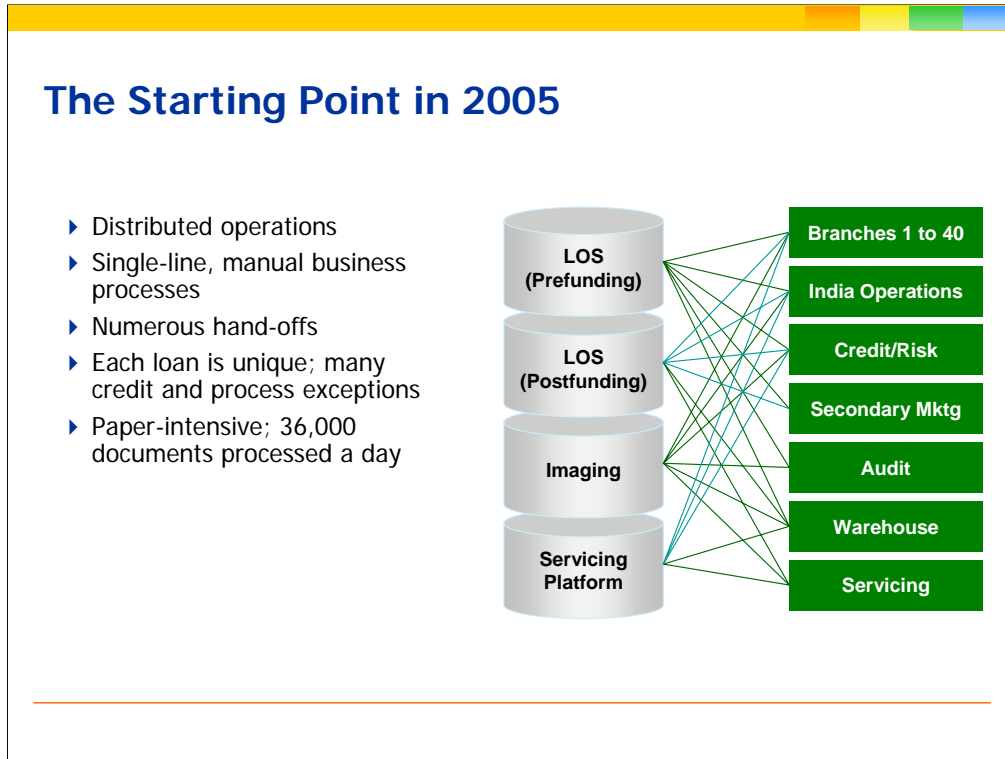 The Starting Point in 2005
Distributed operations
Single-line, manual business
processes
Numerous hand-offs
Each loan is unique; many
credit and process exceptions
Paper-intensive; 36,000
documents processed a day
LOS
(Prefunding)
LOS
(Postfunding)
Imaging
Servicing
Platform
Branches 1 to 40
India Operations
Credit/Risk
Secondary Mktg
Audit
Warehouse
Servicing